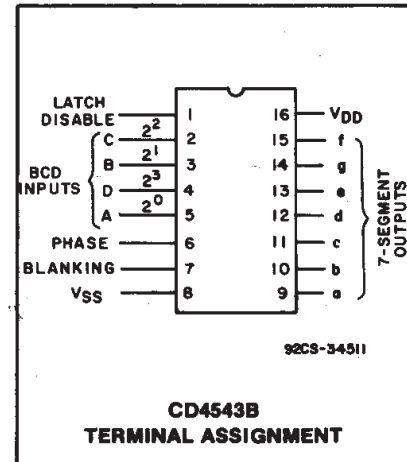 LATCH
DISABLE 1 16 VDD
C 2² 2 15 f
BCD INPUTS B 2¹ 3 14 g
D 2³ 4 13 e
A 2⁰ 5 12 d
PHASE 6 11 c
BLANKING 7 10 b
VSS 8 9 a
7-SEGMENT
OUTPUTS
92CS-34511
CD4543B
TERMINAL ASSIGNMENT